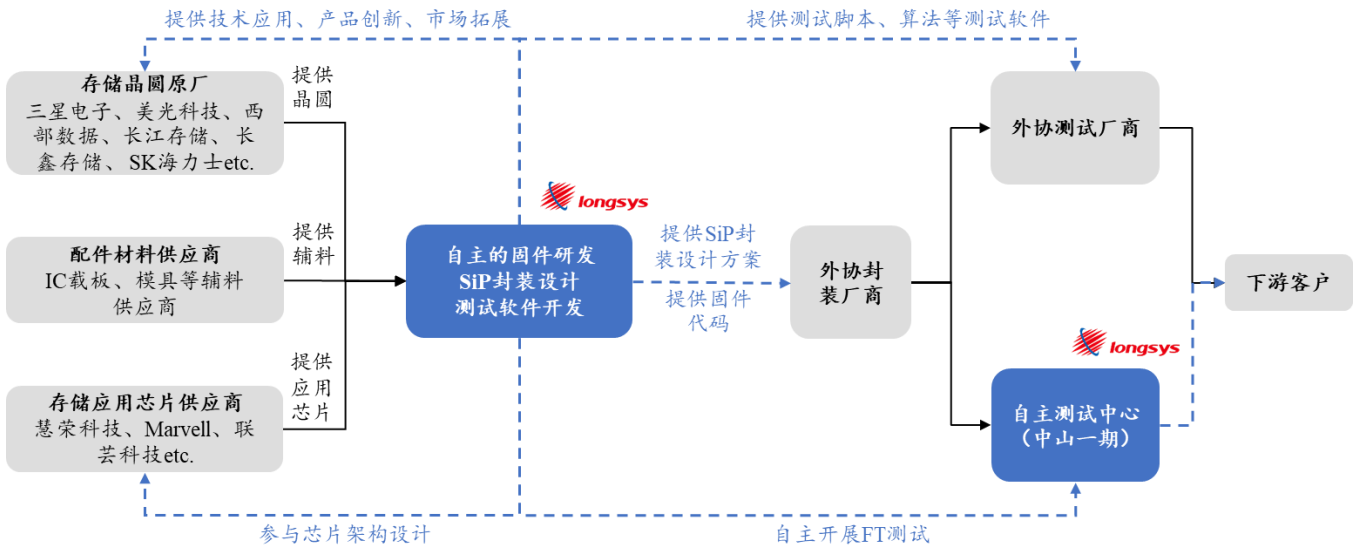 提供技术应用、产品创新、市场拓展
提供测试脚本、算法等测试软件
存储晶圆原厂
三星电子、美光科技、西
部数据、长江存储、长
鑫存储、SK海力士etc.
提供
晶圆
配件材料供应商
IC载板、模具等辅料
供应商
提供
辅料
存储应用芯片供应商
慧荣科技、Marvell、联
芸科技etc.
提供
应用
芯片
longsys
自主的固件研发
SiP封装设计
测试软件开发
提供SiP封
装设计方案
提供固件
代码
外协封
装厂商
外协测试厂商
longsys
自主测试中心
（中山一期）
下游客户
参与芯片架构设计
自主开展FT测试